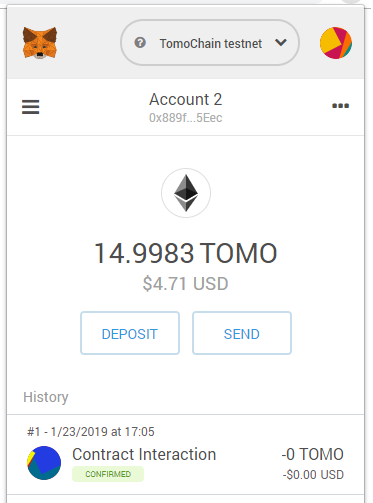 TomoChain testnet
Account 2
0x889f...5Eec
14.9983 TOMO
$4.71 USD
DEPOSIT
SEND
History
#1 - 1/23/2019 at 17:05
Contract Interaction
-0 TOMO
CONFIRMED
-$0.00 USD